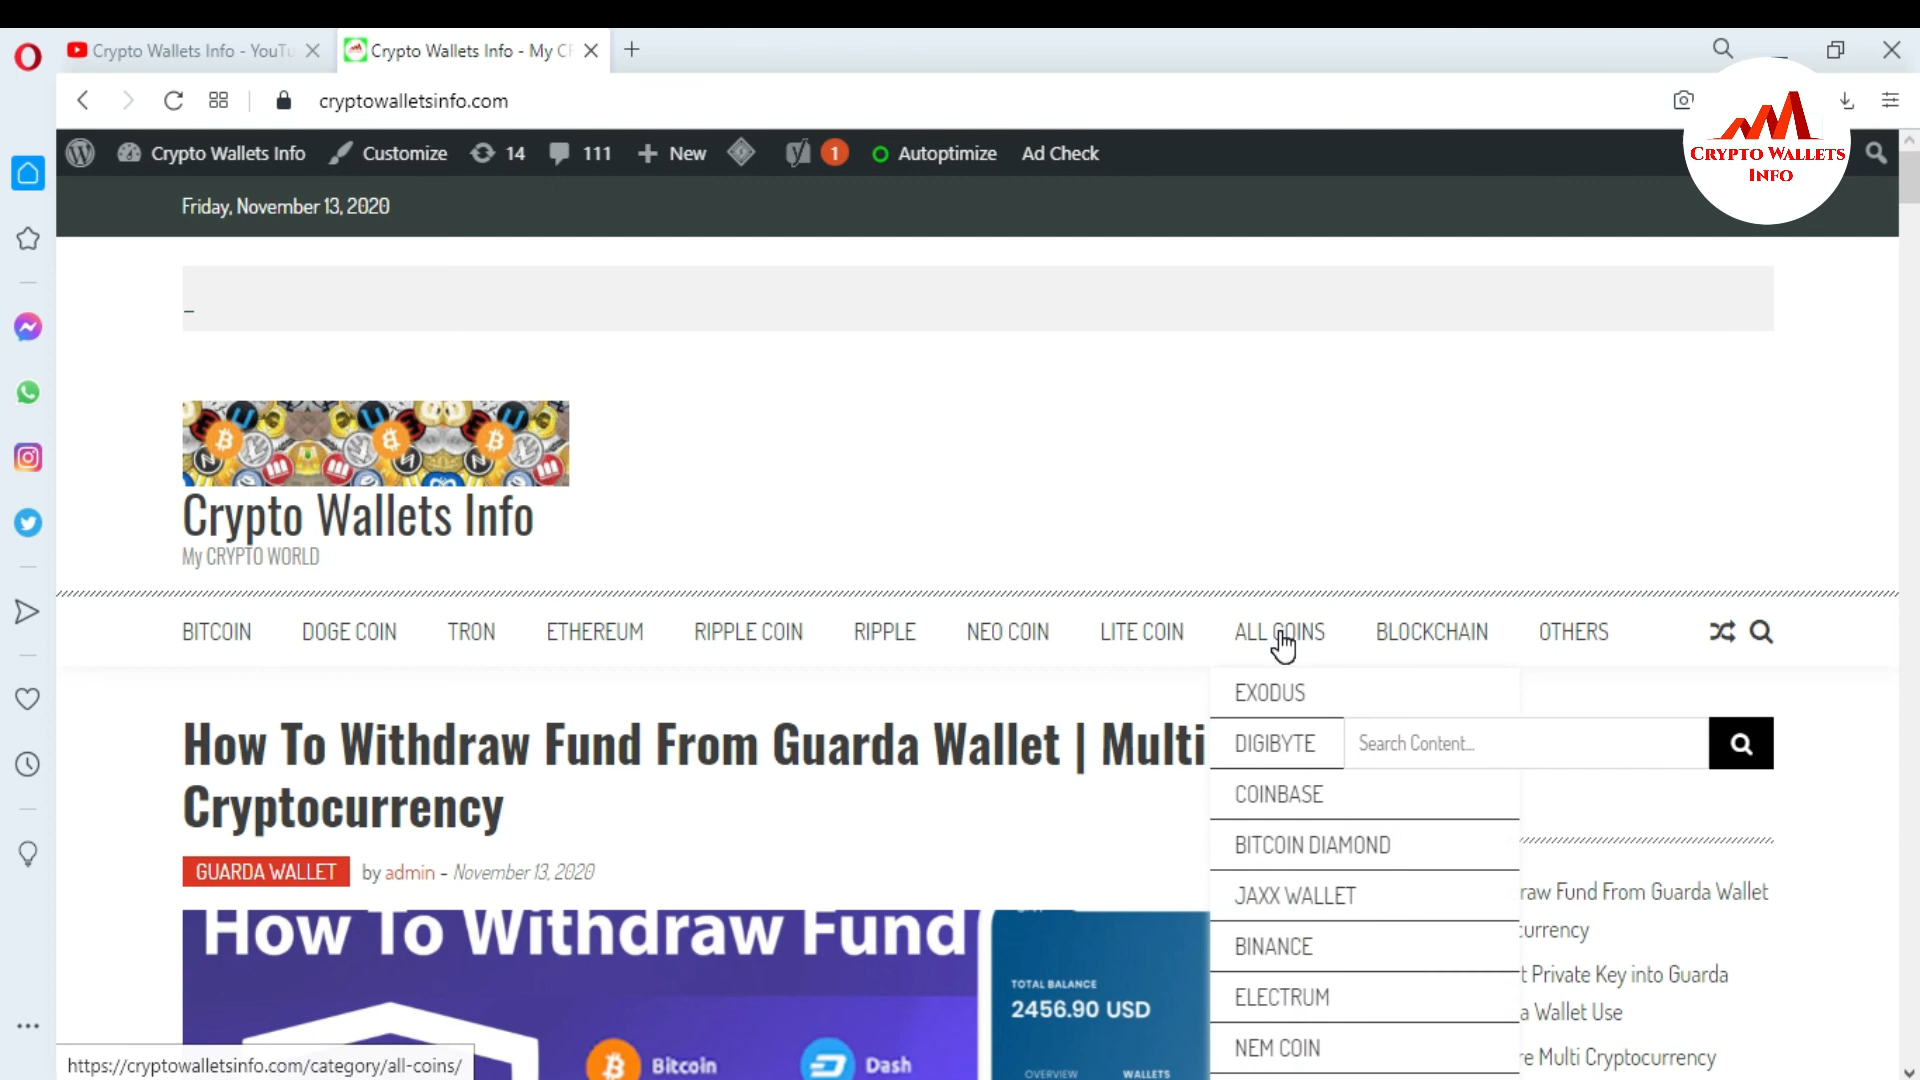 Crypto Wallets Info - YouTu
Crypto Wallets Info - My C
cryptowalletsinfo.com
Crypto Wallets Info
Customize
14
111
New
1
Autoptimize
Ad Check
CRYPTO WALLETS
INFO
Friday, November 13, 2020
Crypto Wallets Info
My CRYPTO WORLD
BITCOIN DOGE COIN TRON ETHEREUM RIPPLE COIN RIPPLE NEO COIN LITE COIN ALL COINS BLOCKCHAIN OTHERS
EXODUS
DIGIBYTE
Search Content...
COINBASE
BITCOIN DIAMOND
JAXX WALLET
BINANCE
ELECTRUM
NEM COIN
How To Withdraw Fund From Guarda Wallet | Multi
Cryptocurrency
GUARDA WALLET by admin - November 13, 2020
How To Withdraw Fund
TOTAL BALANCE
2456.90 USD
OVERVIEW WALLETS
Bitcoin
Dash
raw Fund From Guarda Wallet
currency
t Private Key into Guarda
a Wallet Use
re Multi Cryptocurrency
https://cryptowalletsinfo.com/category/all-coins/